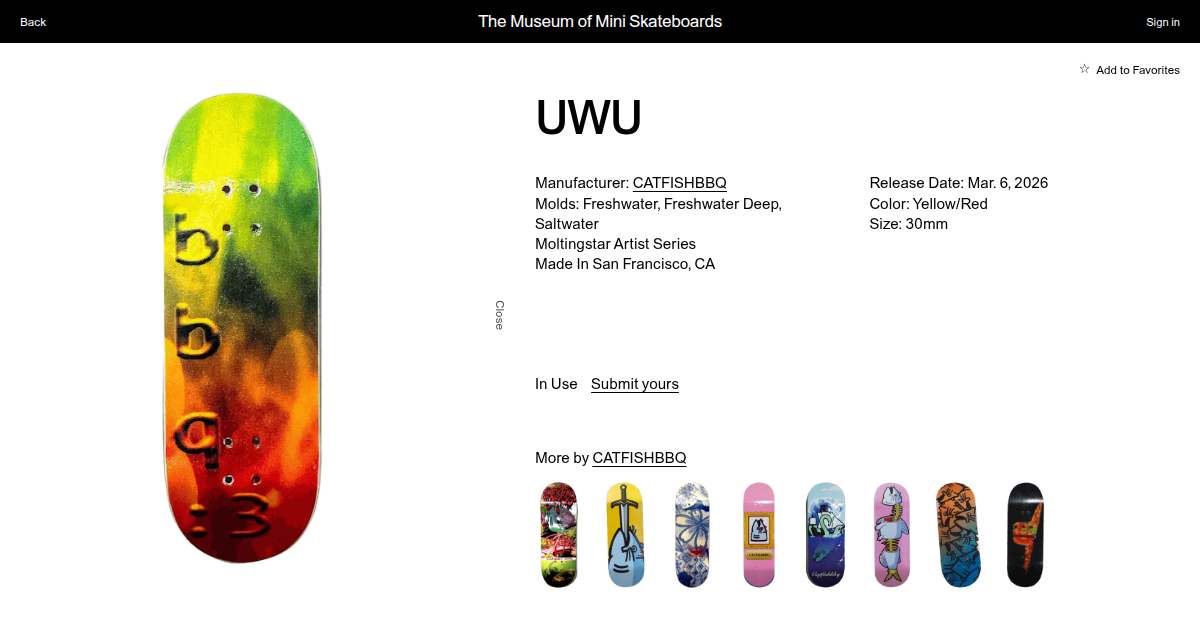 Back
The Museum of Mini Skateboards
Sign in
☆ Add to Favorites
UWU
Manufacturer: CATFISHBBQ
Molds: Freshwater, Freshwater Deep,
Saltwater
Moltingstar Artist Series
Made In San Francisco, CA
Release Date: Mar. 6, 2026
Color: Yellow/Red
Size: 30mm
b
b
q
:3
Close
In Use Submit yours
More by CATFISHBBQ